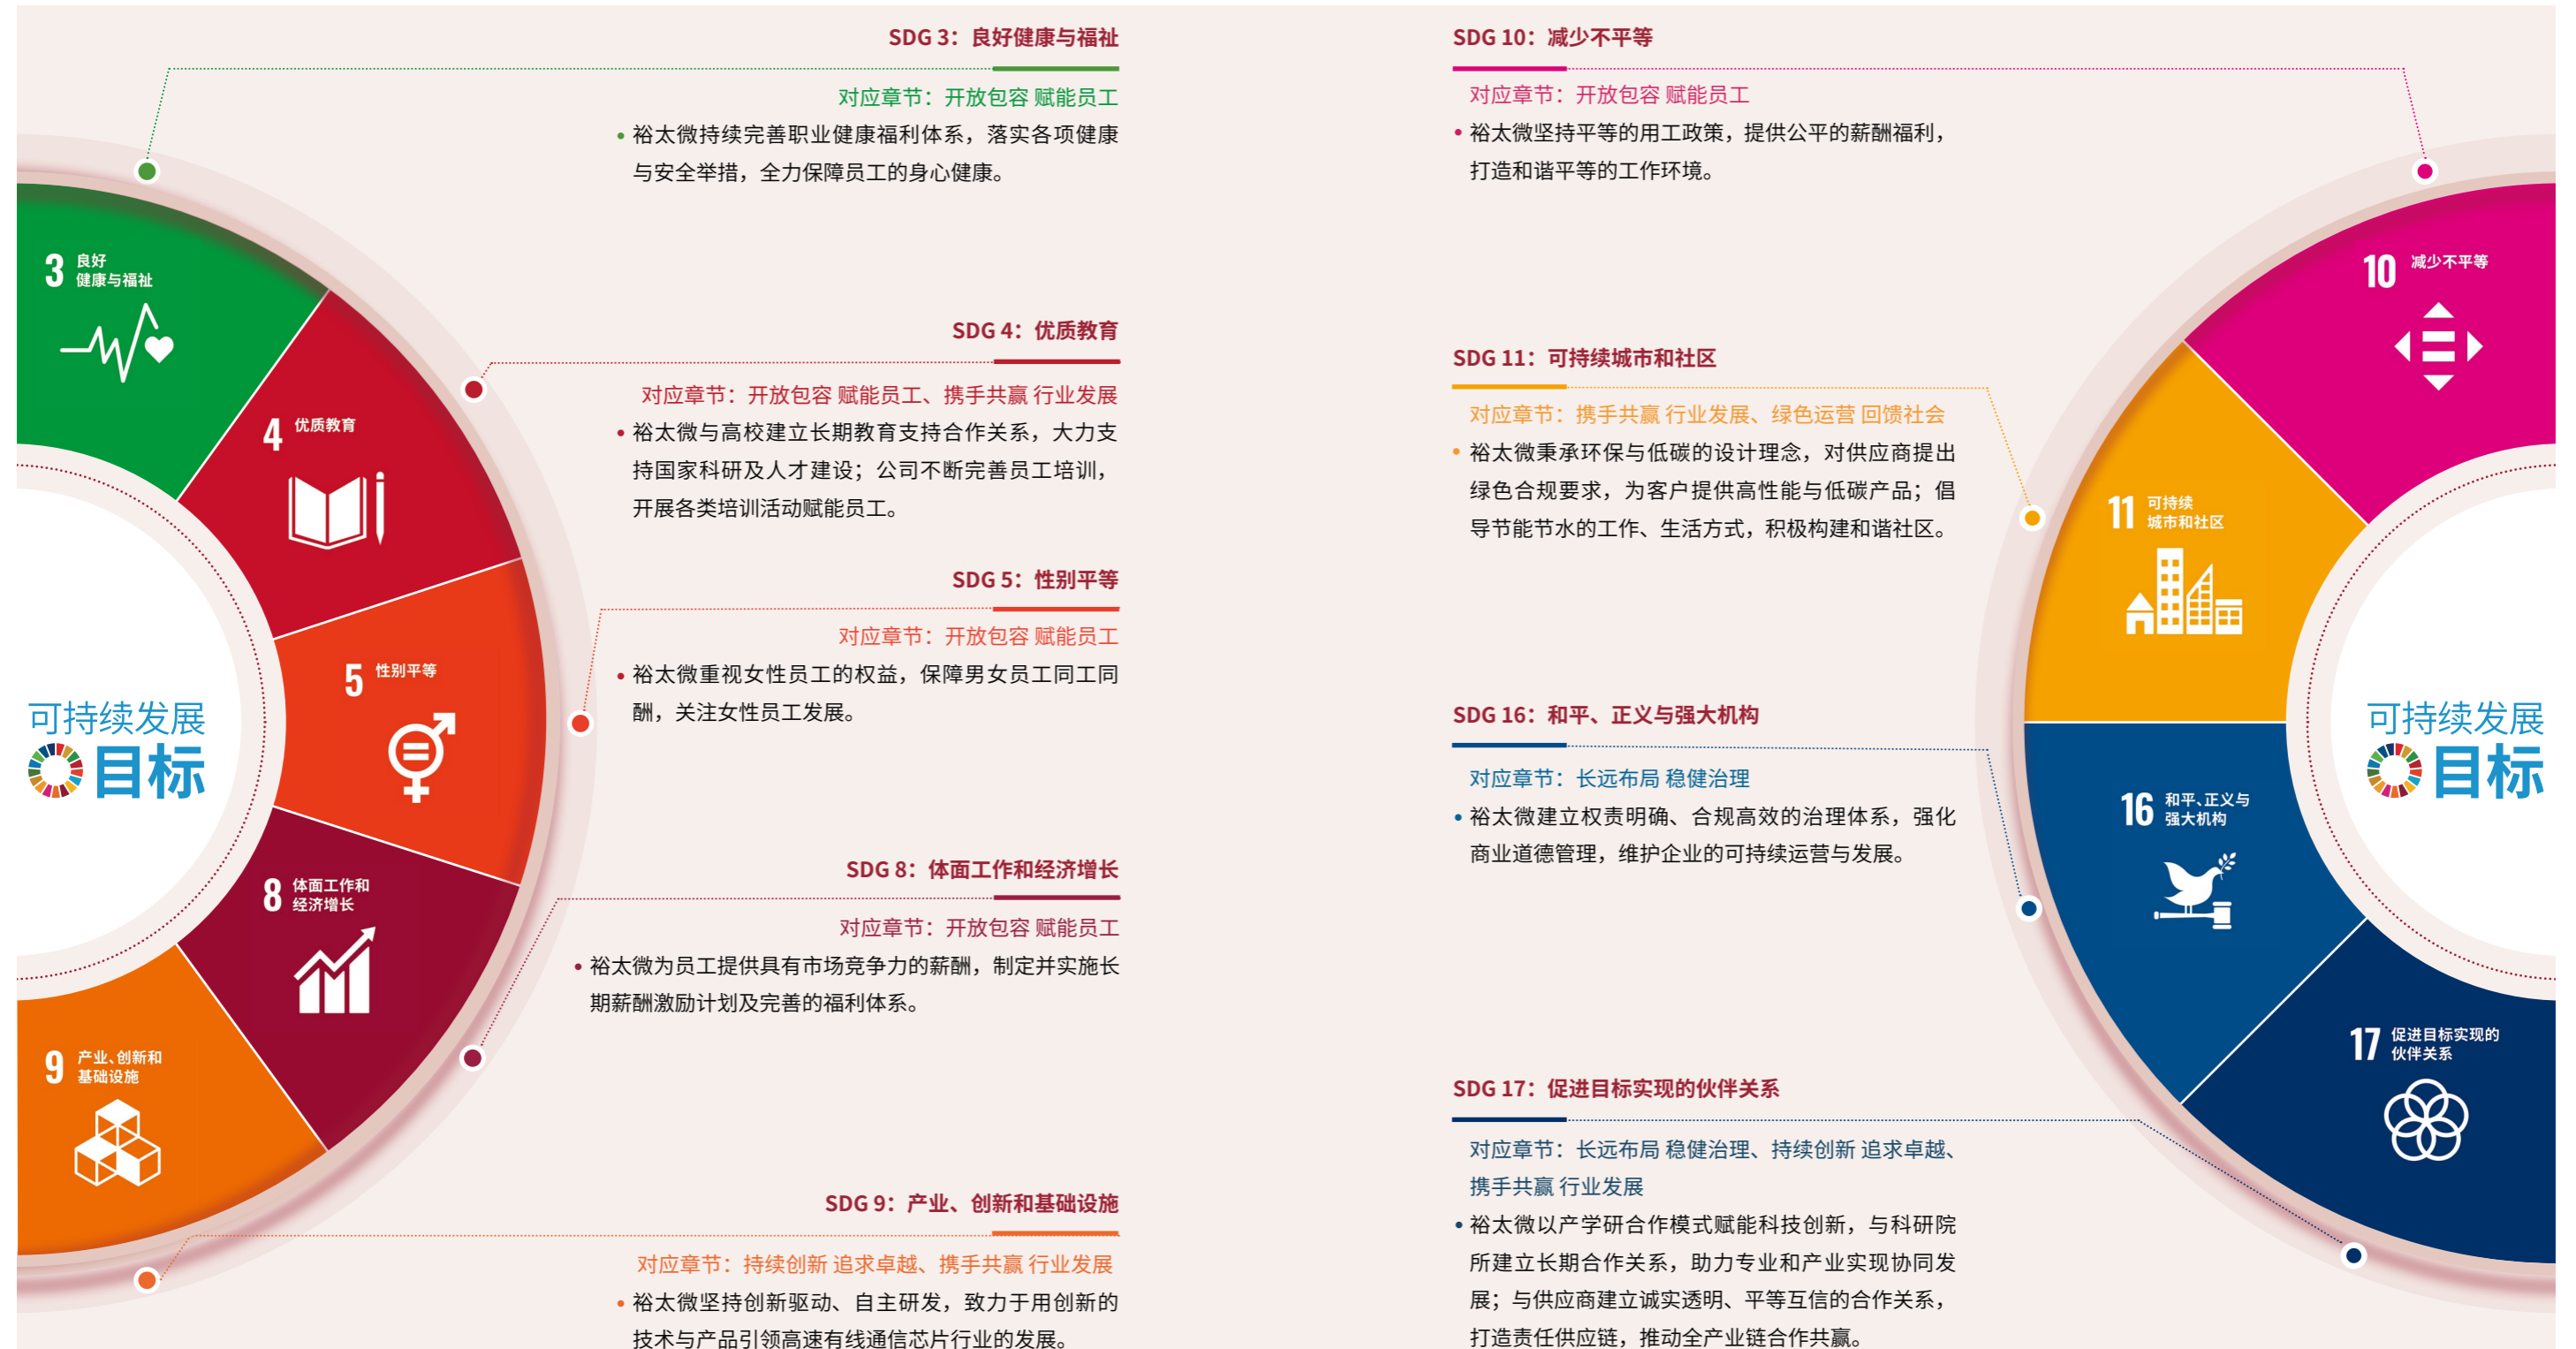 SDG 3：良好健康与福祉
对应章节：开放包容 赋能员工
• 裕太微持续完善职业健康福利体系，落实各项健康
与安全举措，全力保障员工的身心健康。
SDG 4：优质教育
对应章节：开放包容 赋能员工、携手共赢 行业发展
• 裕太微与高校建立长期教育支持合作关系，大力支
持国家科研及人才建设；公司不断完善员工培训，
开展各类培训活动赋能员工。
SDG 5：性别平等
对应章节：开放包容 赋能员工
• 裕太微重视女性员工的权益，保障男女员工同工同
酬，关注女性员工发展。
SDG 8：体面工作和经济增长
对应章节：开放包容 赋能员工
• 裕太微为员工提供具有市场竞争力的薪酬，制定并实施长
期薪酬激励计划及完善的福利体系。
SDG 9：产业、创新和基础设施
对应章节：持续创新 追求卓越、携手共赢 行业发展
• 裕太微坚持创新驱动、自主研发，致力于用创新的
技术与产品引领高速有线通信芯片行业的发展。
3 良好
健康与福祉
4 优质教育
5 性别平等
8 体面工作和
经济增长
9 产业、创新和
基础设施
可持续发展
目标
SDG 10：减少不平等
对应章节：开放包容 赋能员工
• 裕太微坚持平等的用工政策，提供公平的薪酬福利，
打造和谐平等的工作环境。
SDG 11：可持续城市和社区
对应章节：携手共赢 行业发展、绿色运营 回馈社会
• 裕太微秉承环保与低碳的设计理念，对供应商提出
绿色合规要求，为客户提供高性能与低碳产品；倡
导节能节水的工作、生活方式，积极构建和谐社区。
SDG 16：和平、正义与强大机构
对应章节：长远布局 稳健治理
• 裕太微建立权责明确、合规高效的治理体系，强化
商业道德管理，维护企业的可持续运营与发展。
SDG 17：促进目标实现的伙伴关系
对应章节：长远布局 稳健治理、持续创新 追求卓越、
携手共赢 行业发展
• 裕太微以产学研合作模式赋能科技创新，与科研院
所建立长期合作关系，助力专业和产业实现协同发
展；与供应商建立诚实透明、平等互信的合作关系，
打造责任供应链，推动全产业链合作共赢。
10 减少不平等
11 可持续
城市和社区
16 和平、正义与
强大机构
17 促进目标实现的
伙伴关系
可持续发展
目标